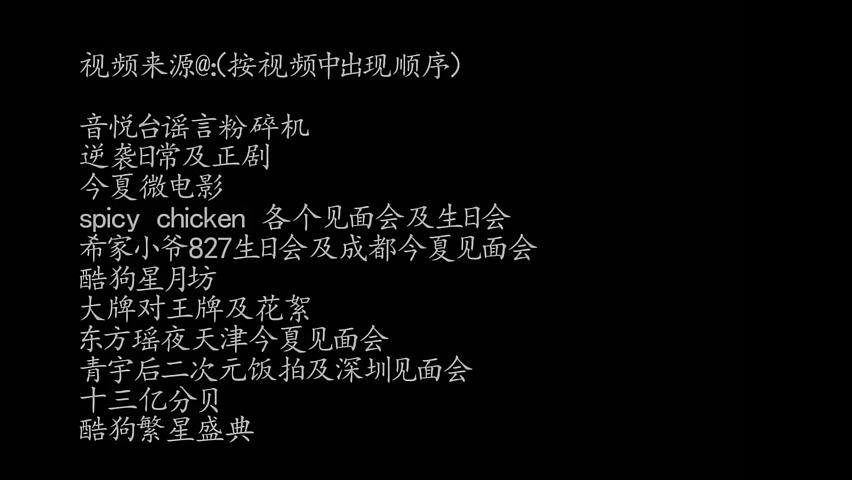 视频来源@:(按视频中出现顺序)
音悦台谣言粉碎机
逆袭日常及正剧
今夏微电影
spicy chicken 各个见面会及生日会
希家小爷827生日会及成都今夏见面会
酷狗星月坊
大牌对王牌及花絮
东方瑶夜天津今夏见面会
青宇后二次元饭拍及深圳见面会
十三亿分贝
酷狗繁星盛典